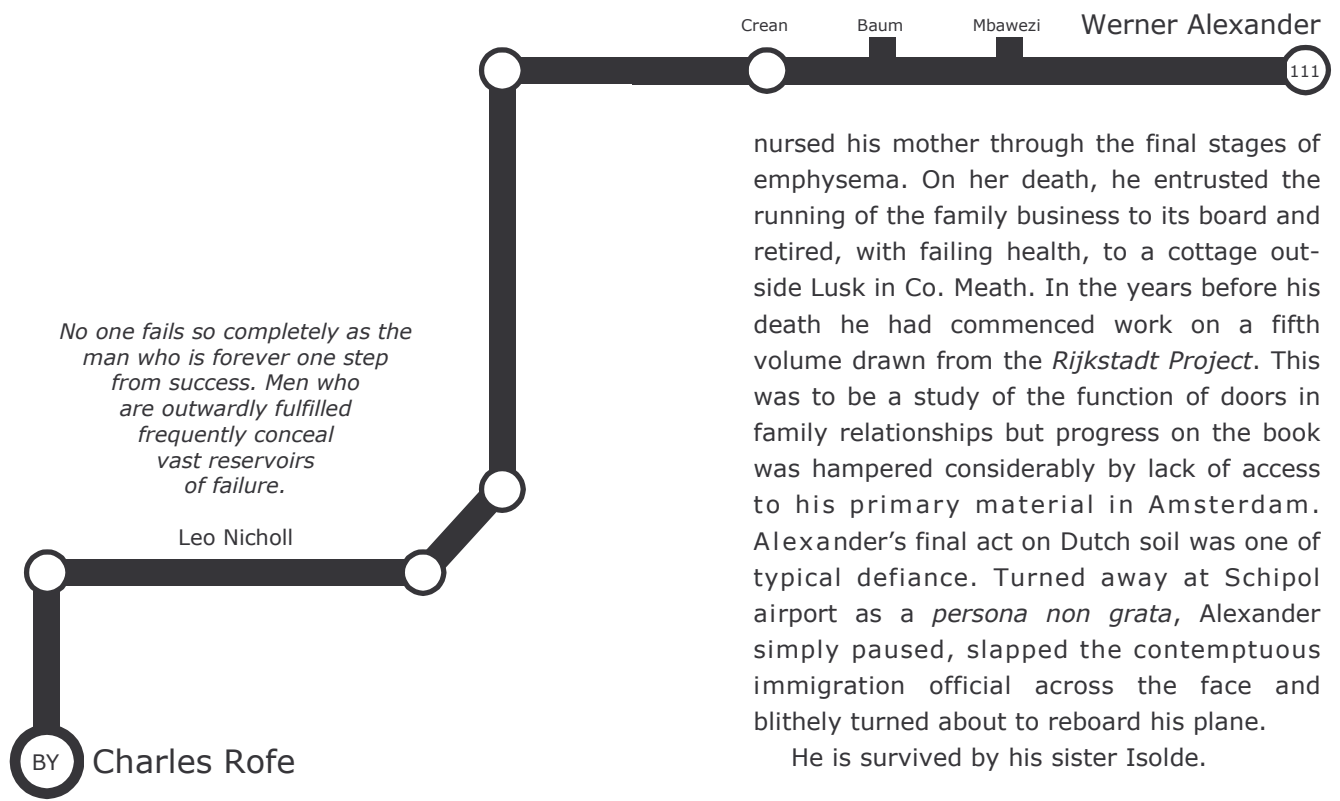 Crean
Baum
Mbawezi
Werner Alexander
111
nursed his mother through the final stages of
emphysema. On her death, he entrusted the
running of the family business to its board and
retired, with failing health, to a cottage out-
side Lusk in Co. Meath. In the years before his
death he had commenced work on a fifth
volume drawn from the Rijkstadt Project. This
was to be a study of the function of doors in
family relationships but progress on the book
was hampered considerably by lack of access
to his primary material in Amsterdam.
Alexander's final act on Dutch soil was one of
typical defiance. Turned away at Schipol
airport as a persona non grata, Alexander
simply paused, slapped the contemptuous
immigration official across the face and
blithely turned about to reboard his plane.
He is survived by his sister Isolde.
No one fails so completely as the
man who is forever one step
from success. Men who
are outwardly fulfilled
frequently conceal
vast reservoirs
of failure.
Leo Nicholl
BY Charles Rofe